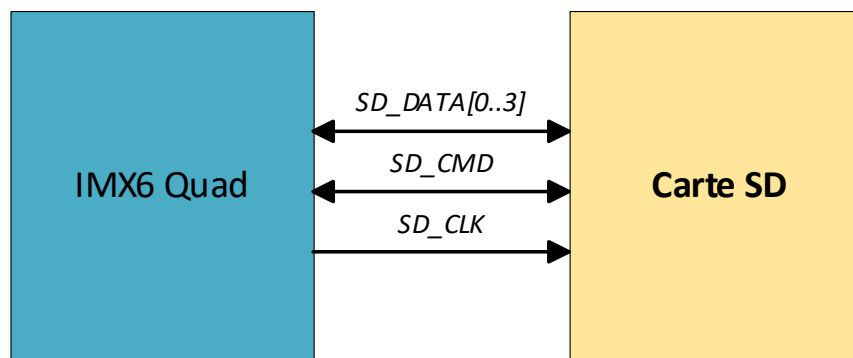 SD_DATA[0..3]
IMX6 Quad
SD_CMD
Carte SD
SD_CLK